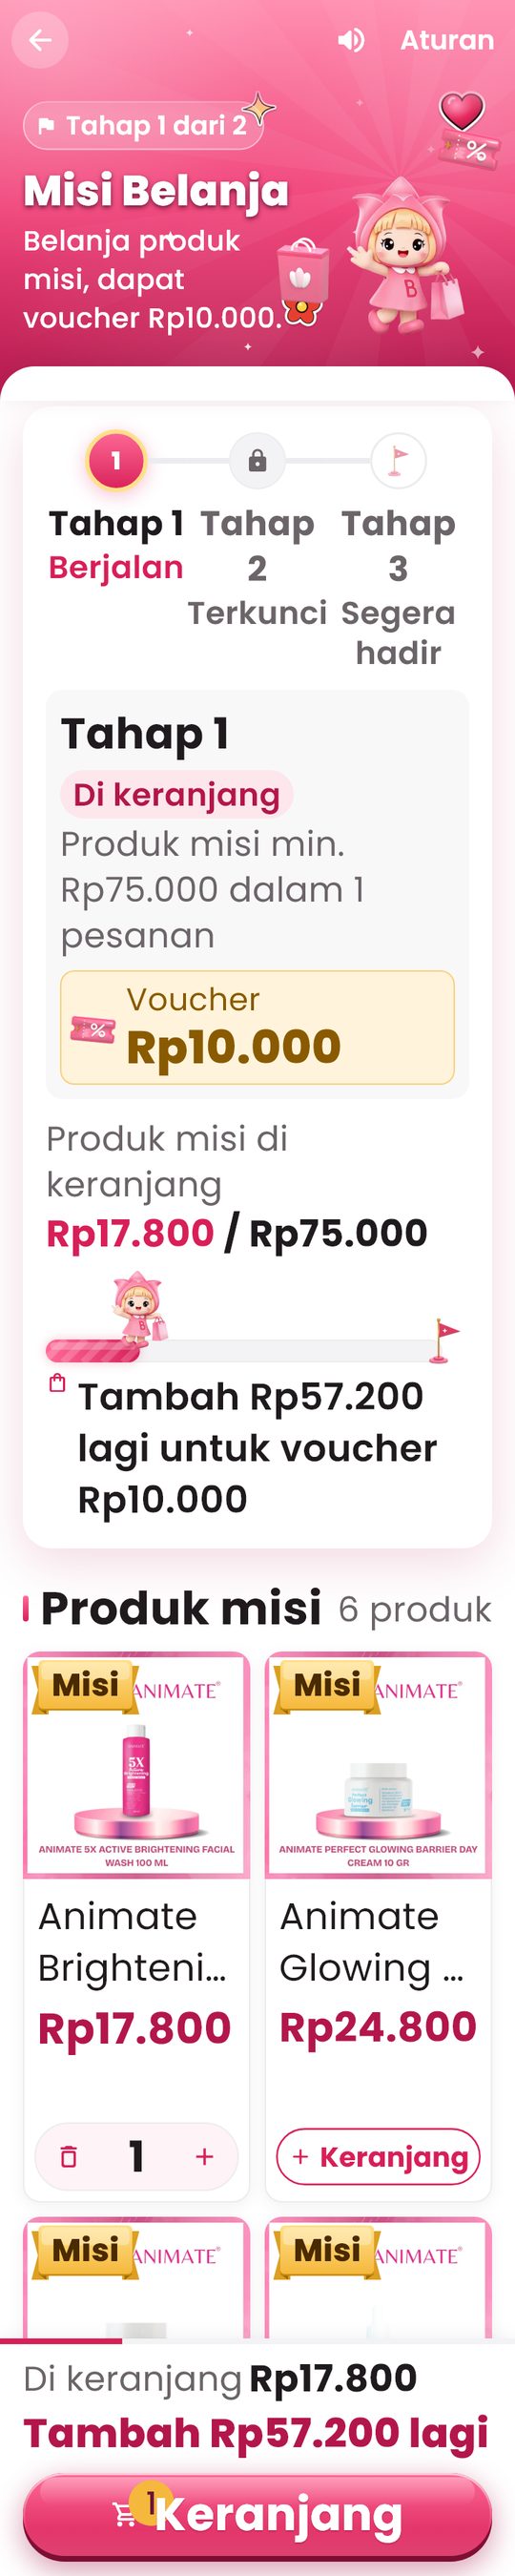 Aturan
Tahap 1 dari 2
Misi Belanja
Belanja produk
misi, dapat
voucher Rp10.000.
1
Tahap 1
Berjalan
Tahap
2
Terkunci
Tahap
3
Segera
hadir
Tahap 1
Di keranjang
Produk misi min.
Rp75.000 dalam 1
pesanan
%
Voucher
Rp10.000
Produk misi di
keranjang
Rp17.800 / Rp75.000
Tambah Rp57.200
lagi untuk voucher
Rp10.000
Produk misi 6 produk
Misi
ANIMATE
5X
ANIMATE 5X ACTIVE BRIGHTENING FACIAL
WASH 100 ML
Animate
Brighteni...
Rp17.800
1 +
Misi
ANIMATE
Glowing
ANIMATE PERFECT GLOWING BARRIER DAY
CREAM 10 GR
Animate
Glowing ...
Rp24.800
+ Keranjang
Misi
ANIMATE
Misi
ANIMATE
Di keranjang Rp17.800
Tambah Rp57.200 lagi
1
Keranjang